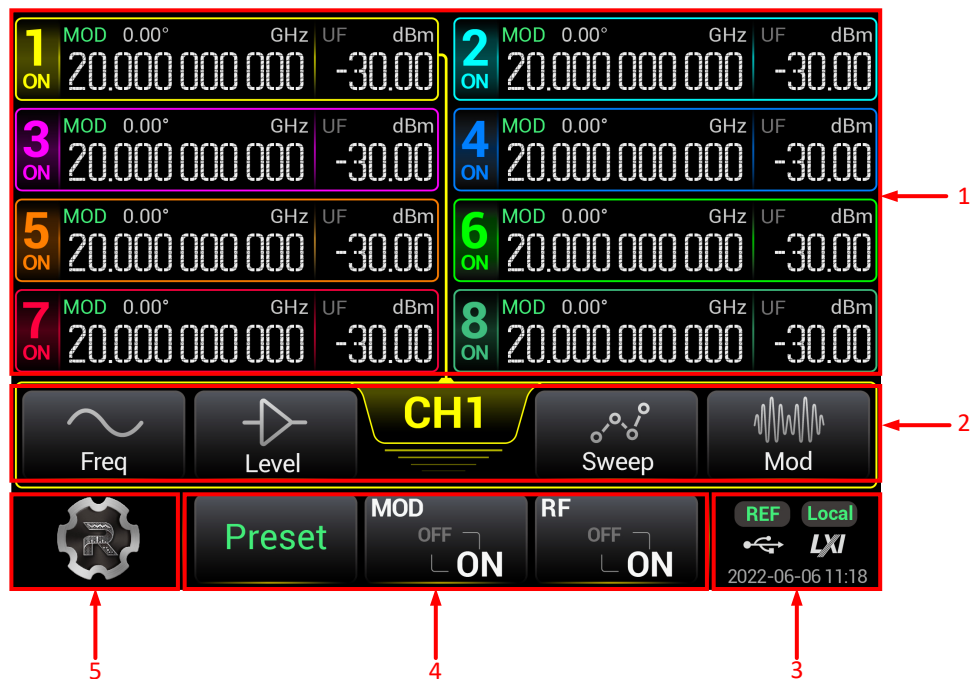 1 ON MOD 0.00° GHz UF dBm 20.000 000 000 -30.00
2 ON MOD 0.00° GHz UF dBm 20.000 000 000 -30.00
3 ON MOD 0.00° GHz UF dBm 20.000 000 000 -30.00
4 ON MOD 0.00° GHz UF dBm 20.000 000 000 -30.00
1
5 ON MOD 0.00° GHz UF dBm 20.000 000 000 -30.00
6 ON MOD 0.00° GHz UF dBm 20.000 000 000 -30.00
7 ON MOD 0.00° GHz UF dBm 20.000 000 000 -30.00
8 ON MOD 0.00° GHz UF dBm 20.000 000 000 -30.00
Freq
Level
CH1
Sweep
Mod
2
R
Preset
MOD
OFF
ON
RF
OFF
ON
REF Local
LXI
2022-06-06 11:18
5
4
3